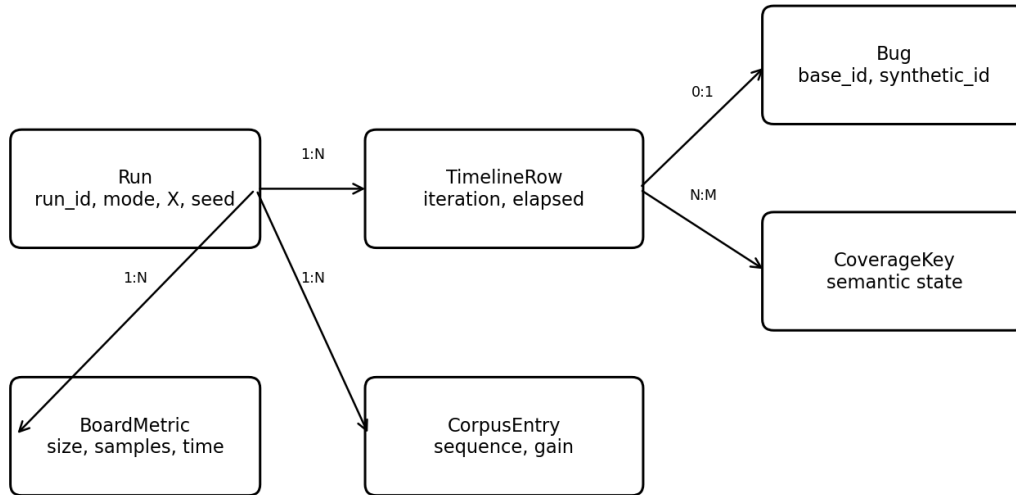 Bug
base_id, synthetic_id
0:1
Run
run_id, mode, X, seed
1:N
TimelineRow
iteration, elapsed
N:M
CoverageKey
semantic state
1:N
1:N
BoardMetric
size, samples, time
CorpusEntry
sequence, gain